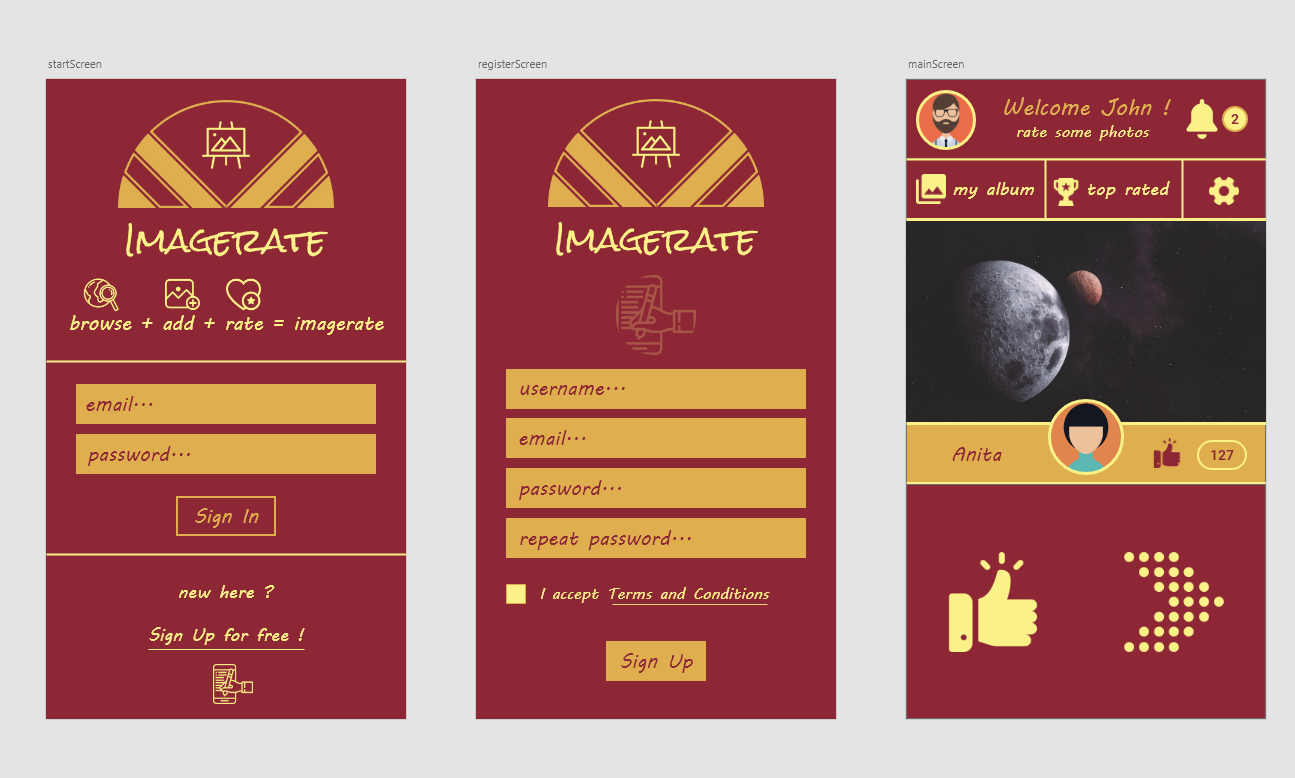 startScreen
IMAGERATE
browse + add + rate = imagerate
email...
password...
Sign In
new here ?
Sign Up for free !
registerScreen
IMAGERATE
username...
email...
password...
repeat password...
I accept Terms and Conditions
Sign Up
mainScreen
Welcome John !
rate some photos
2
my album
top rated
Anita
127